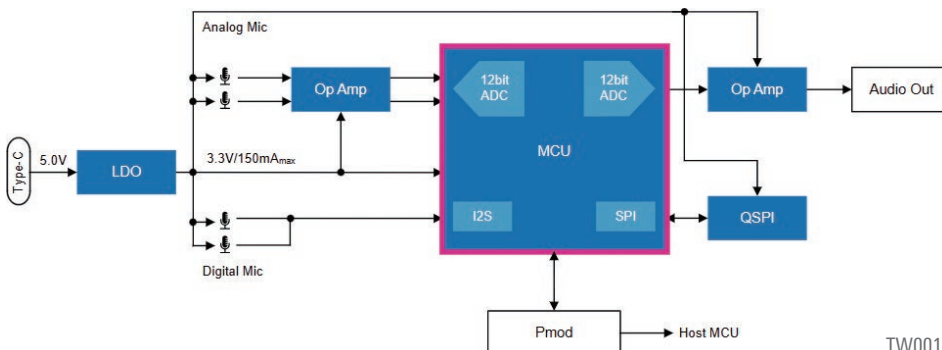 Analog Mic
12bit
ADC
12bit
ADC
Op Amp
Op Amp
Audio Out
MCU
Type-C
5.0V
LDO
3.3V/150mAmax
I2S
SPI
QSPI
Digital Mic
Pmod
Host MCU
TW001